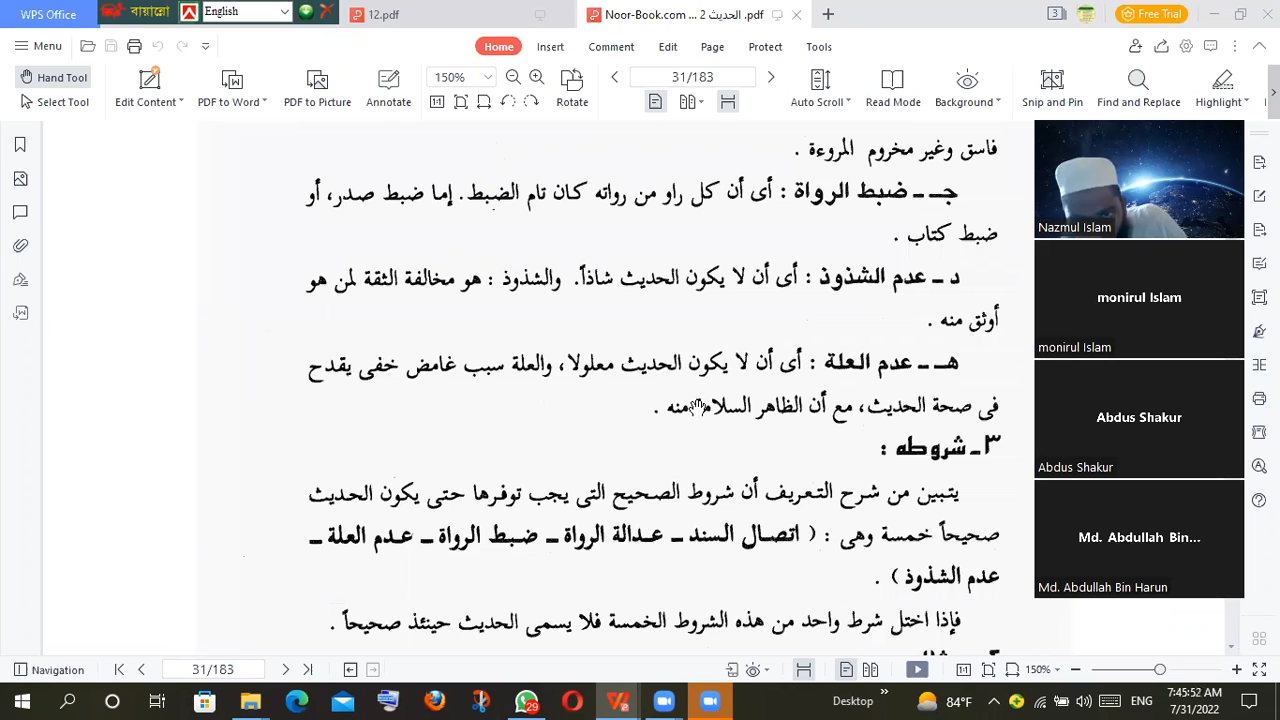 WPS Office
বায়ান্নো
English
12.pdf
Noor-Book.com ... 2 الحديث .pdf
3
Free Trial
Menu
Home
Insert
Comment
Edit
Page
Protect
Tools
Hand Tool
Select Tool
Edit Content
PDF to Word
PDF to Picture
Annotate
150%
Rotate
31/183
Auto Scroll
Read Mode
Background
Snip and Pin
Find and Replace
Highlight
فاسق وغير مخروم المروءة .
جـ ـ ضبط الرواة : أى أن كل راو من رواته كان تام الضبط. إما ضبط صدر، أو
ضبط كتاب .
د ـ عدم الشذوذ : أى أن لا يكون الحديث شاذاً. والشذوذ : هو مخالفة الثقة لمن هو
أوثق منه .
هـ ـ عدم العلة : أى أن لا يكون الحديث معلولا، والعلة سبب غامض خفى يقدح
فى صحة الحديث، مع أن الظاهر السلامة منه .
٣ ـ شروطه :
يتبين من شرح التعريف أن شروط الصحيح التى يجب توفرها حتى يكون الحديث
صحيحاً خمسة وهى : ( اتصال السند ـ عدالة الرواة ـ ضبط الرواة ـ عدم العلة ـ
عدم الشذوذ ) .
فإذا اختل شرط واحد من هذه الشروط الخمسة فلا يسمى الحديث حينئذ صحيحاً .
Nazmul Islam
monirul Islam
monirul Islam
Abdus Shakur
Abdus Shakur
Md. Abdullah Bin...
Md. Abdullah Bin Harun
Navigation
31/183
150%
29
Desktop
84°F
ENG
7:45:52 AM
7/31/2022